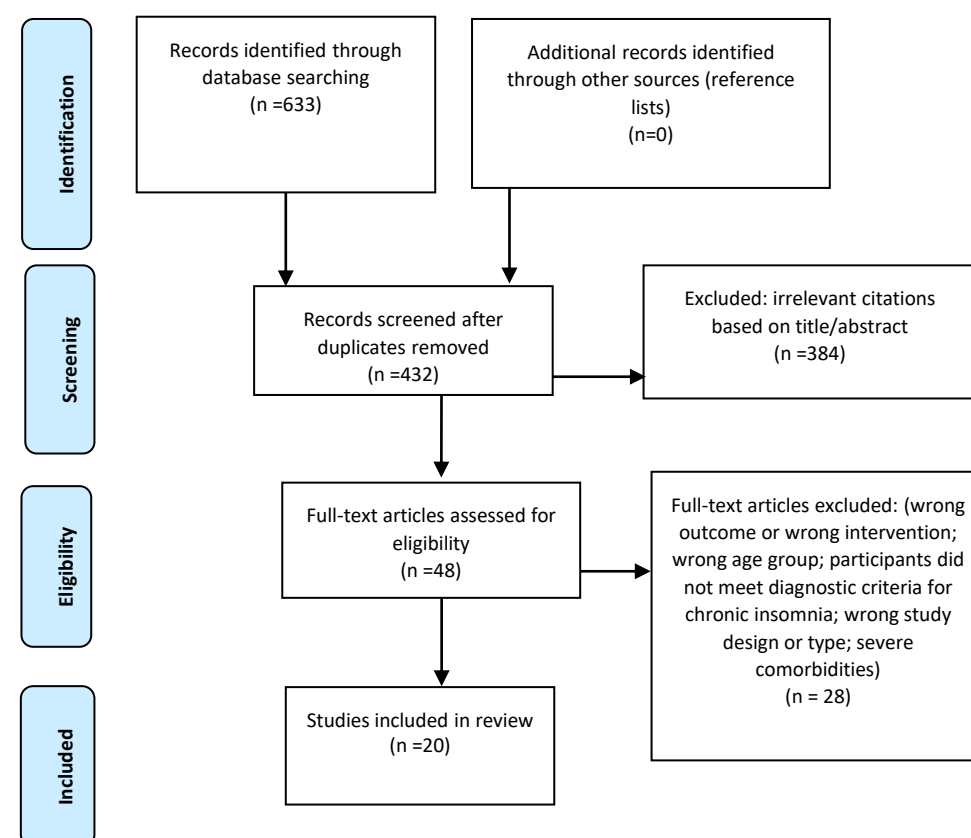 Identification
Records identified through
database searching
(n =633)
Additional records identified
through other sources (reference
lists)
(n=0)
Screening
Records screened after
duplicates removed
(n =432)
Excluded: irrelevant citations
based on title/abstract
(n =384)
Eligibility
Full-text articles assessed for
eligibility
(n =48)
Full-text articles excluded: (wrong
outcome or wrong intervention;
wrong age group; participants did
not meet diagnostic criteria for
chronic insomnia; wrong study
design or type; severe
comorbidities)
(n = 28)
Included
Studies included in review
(n =20)